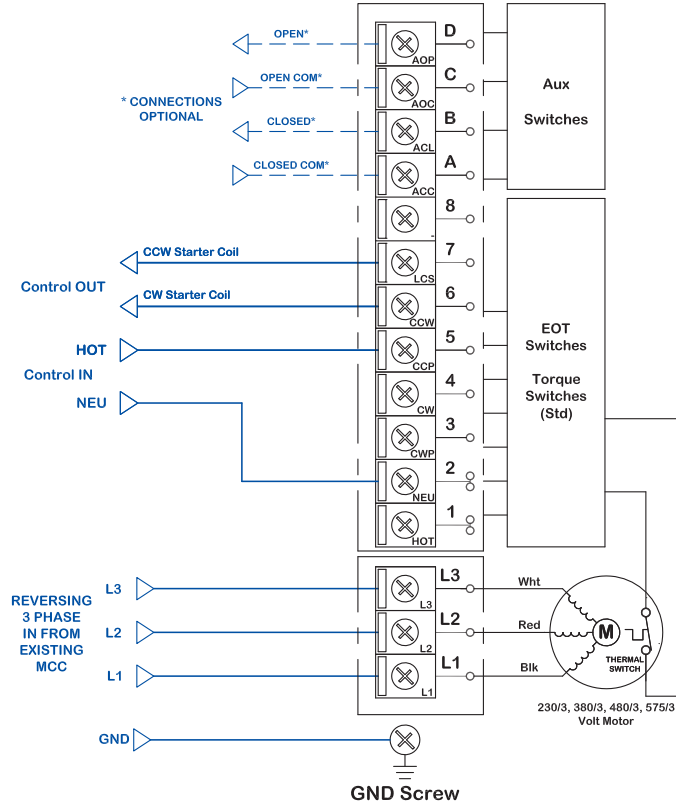 OPEN*
D
AOP
OPEN COM*
C
AOC
* CONNECTIONS
OPTIONAL
CLOSED*
B
ACL
CLOSED COM*
A
ACC
Aux
Switches
8
-
CCW Starter Coil
7
LCS
Control OUT
CW Starter Coil
6
CCW
HOT
5
CCP
Control IN
4
CW
NEU
3
CWP
2
NEU
1
HOT
EOT
Switches
Torque
Switches
(Std)
REVERSING
3 PHASE
IN FROM
EXISTING
MCC
L3
L3
L3
Wht
L2
L2
L2
Red
L1
L1
L1
Blk
M
THERMAL
SWITCH
230/3, 380/3, 480/3, 575/3
Volt Motor
GND
GND Screw